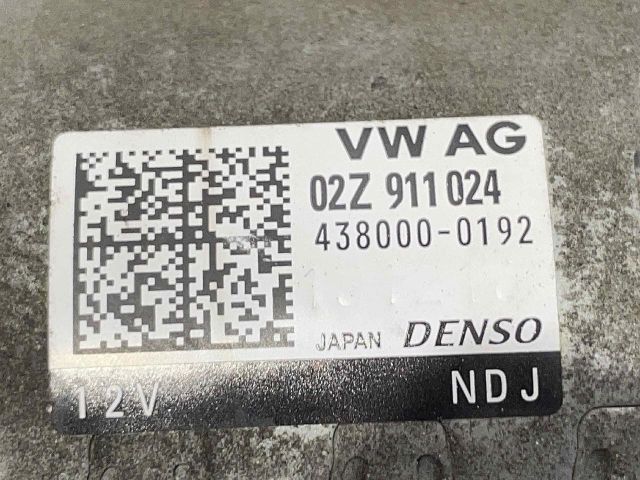 VW AG
02Z 911 024
438000-0192
JAPAN DENSO
12V NDJ